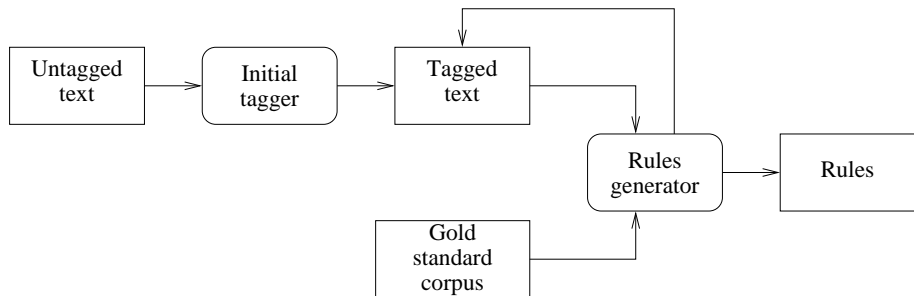 Untagged
text
Initial
tagger
Tagged
text
Rules
generator
Rules
Gold
standard
corpus